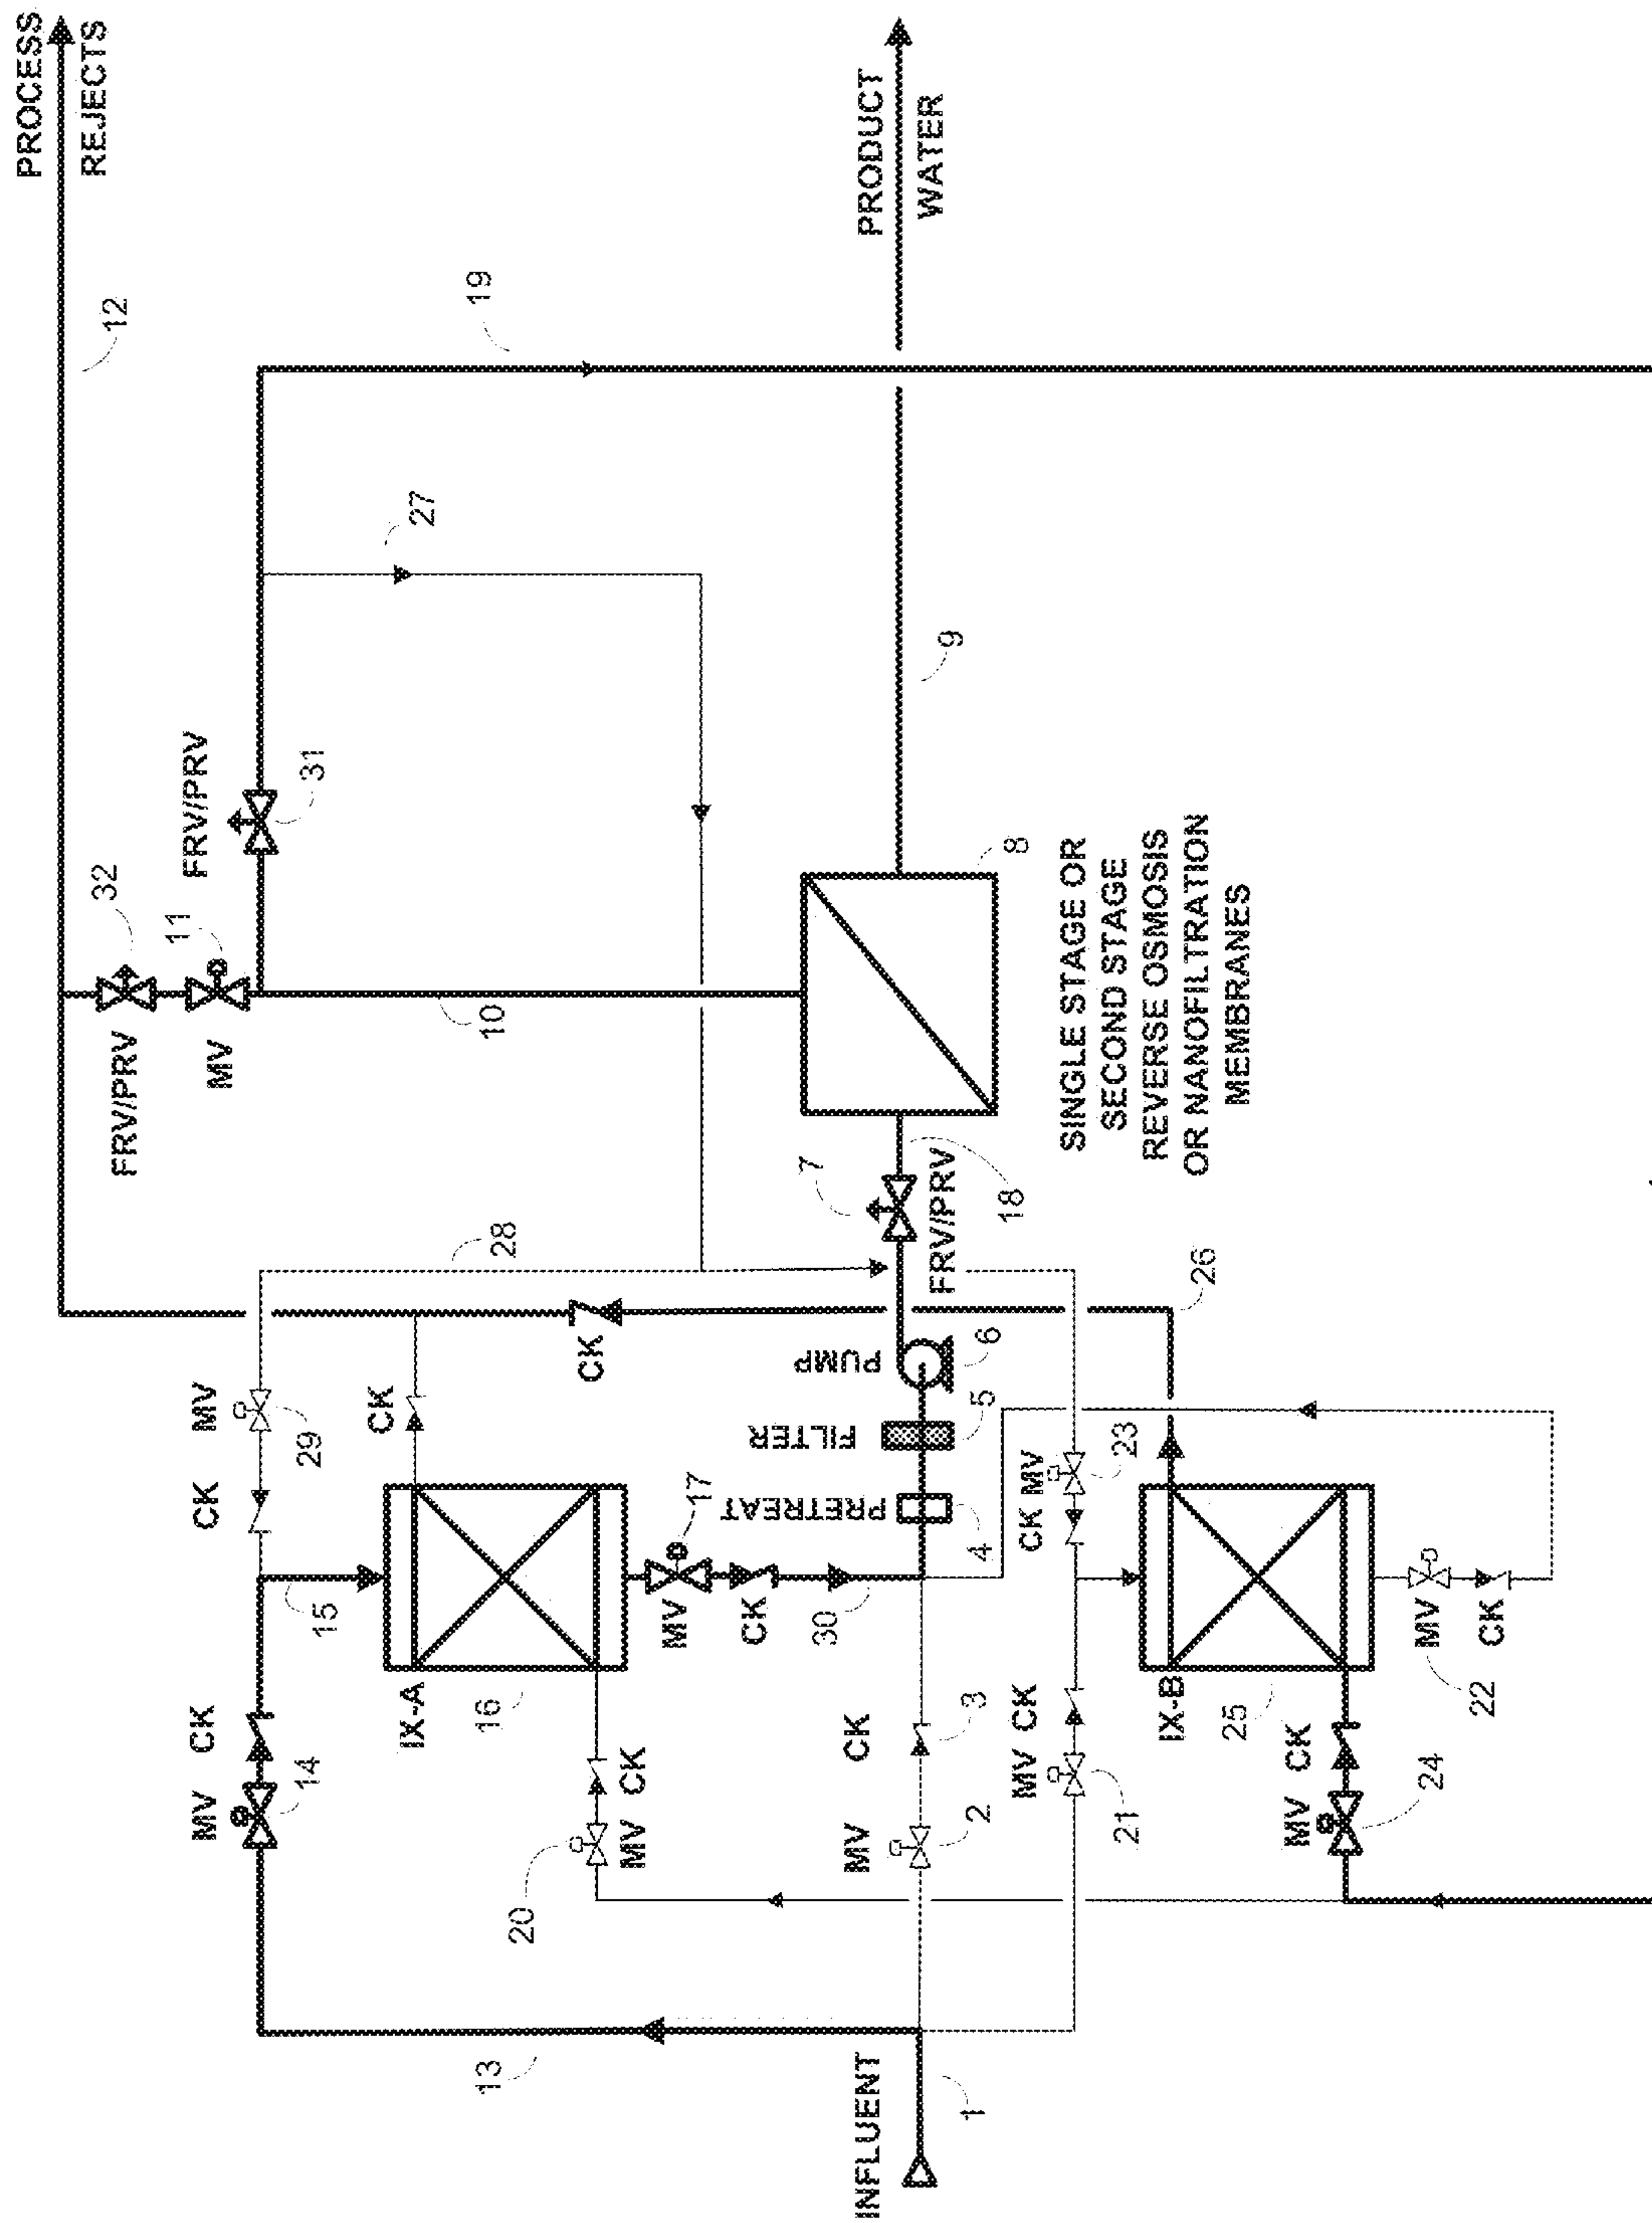 PROCESS
REJECTS
12
PRODUCT
WATER
19
27
FRV/PRV
31
32
11
FRV/PRV
MV
10
9
8
SINGLE STAGE OR
SECOND STAGE
REVERSE OSMOSIS
OR NANOFILTRATION
MEMBRANES
7
FRV/PRV
18
28
26
MV
29
CK
CK
CK
PUMP
6
FILTER
5
PRETREAT
4
17
MV
CK
30
15
IX-A
16
CK
MV
14
CK
MV
20
CK
3
MV
2
MV
23
CK
CK
MV
21
IX-B
25
MV
22
CK
CK
MV
24
13
INFLUENT
1